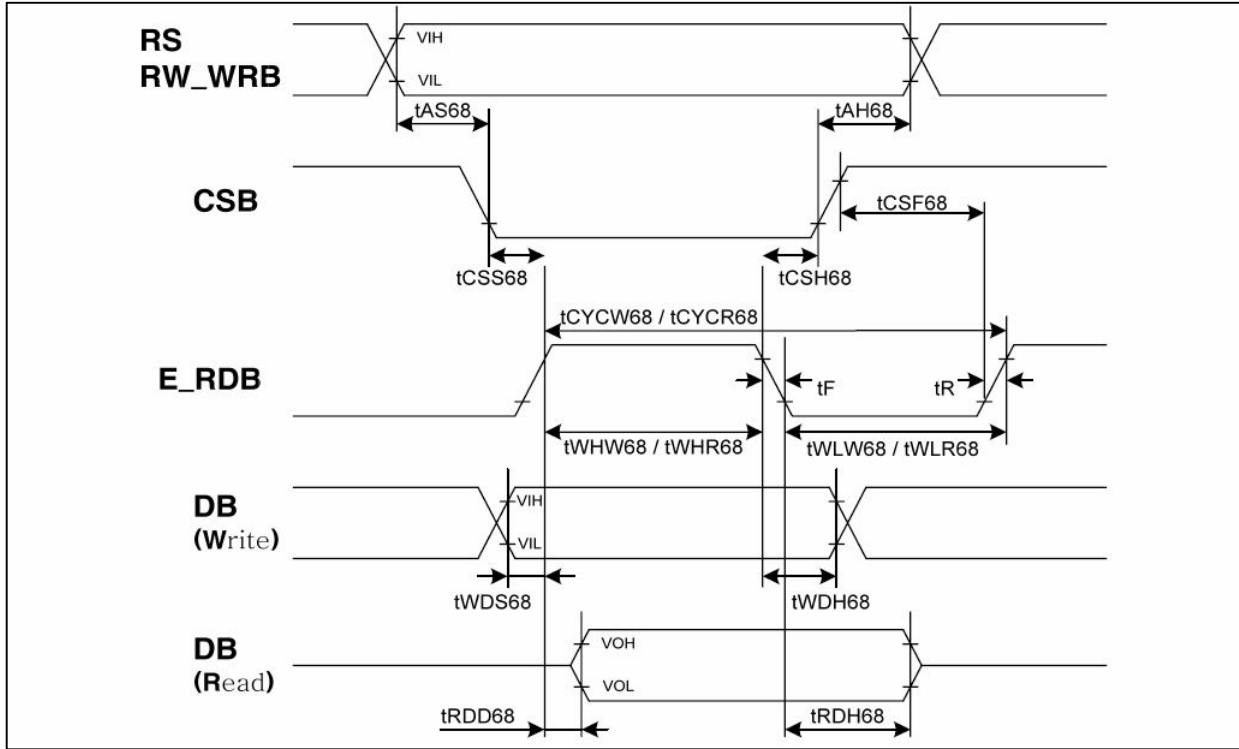 RS
RW_WRB
VIH
VIL
tAS68
tAH68
CSB
tCSF68
tCSS68
tCSH68
tCYCW68 / tCYCR68
E_RDB
tF
tR
tWHW68 / tWHR68
tWLW68 / tWLR68
DB
(Write)
VIH
VIL
tWDS68
tWDH68
DB
(Read)
VOH
VOL
tRDD68
tRDH68